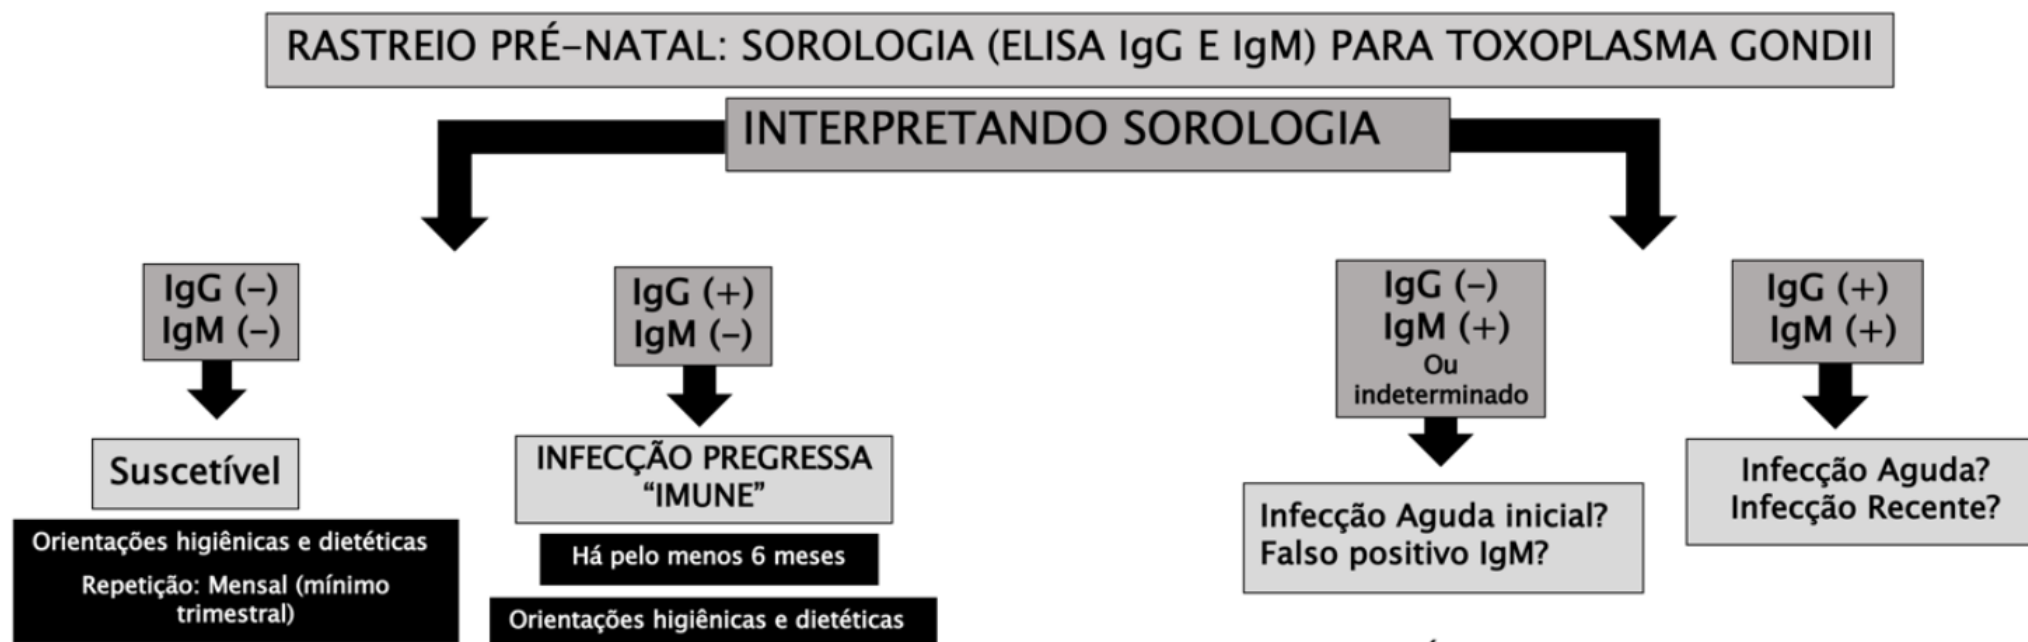 RASTREIO PRÉ-NATAL: SOROLOGIA (ELISA IgG E IgM) PARA TOXOPLASMA GONDII
INTERPRETANDO SOROLOGIA
IgG (-)
IgM (-)
Suscetível
Orientações higiênicas e dietéticas
Repetição: Mensal (mínimo
trimestral)
IgG (+)
IgM (-)
INFECÇÃO PREGRESSA
“IMUNE”
Há pelo menos 6 meses
Orientações higiênicas e dietéticas
IgG (-)
IgM (+)
Ou
indeterminado
Infecção Aguda inicial?
Falso positivo IgM?
IgG (+)
IgM (+)
Infecção Aguda?
Infecção Recente?